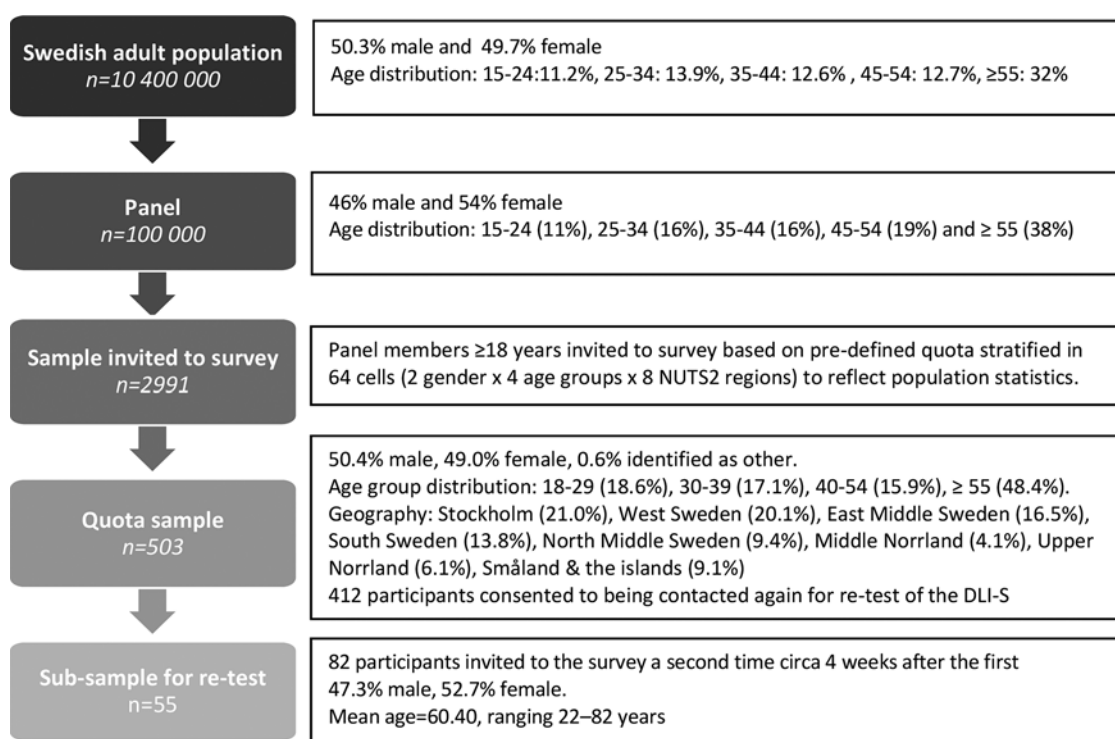 Swedish adult population
n=10 400 000
50.3% male and 49.7% female
Age distribution: 15-24:11.2%, 25-34: 13.9%, 35-44: 12.6% , 45-54: 12.7%, ≥55: 32%
Panel
n=100 000
46% male and 54% female
Age distribution: 15-24 (11%), 25-34 (16%), 35-44 (16%), 45-54 (19%) and ≥ 55 (38%)
Sample invited to survey
n=2991
Panel members ≥18 years invited to survey based on pre-defined quota stratified in
64 cells (2 gender x 4 age groups x 8 NUTS2 regions) to reflect population statistics.
Quota sample
n=503
50.4% male, 49.0% female, 0.6% identified as other.
Age group distribution: 18-29 (18.6%), 30-39 (17.1%), 40-54 (15.9%), ≥ 55 (48.4%).
Geography: Stockholm (21.0%), West Sweden (20.1%), East Middle Sweden (16.5%),
South Sweden (13.8%), North Middle Sweden (9.4%), Middle Norrland (4.1%), Upper
Norrland (6.1%), Småland & the islands (9.1%)
412 participants consented to being contacted again for re-test of the DLI-S
Sub-sample for re-test
n=55
82 participants invited to the survey a second time circa 4 weeks after the first
47.3% male, 52.7% female.
Mean age=60.40, ranging 22–82 years